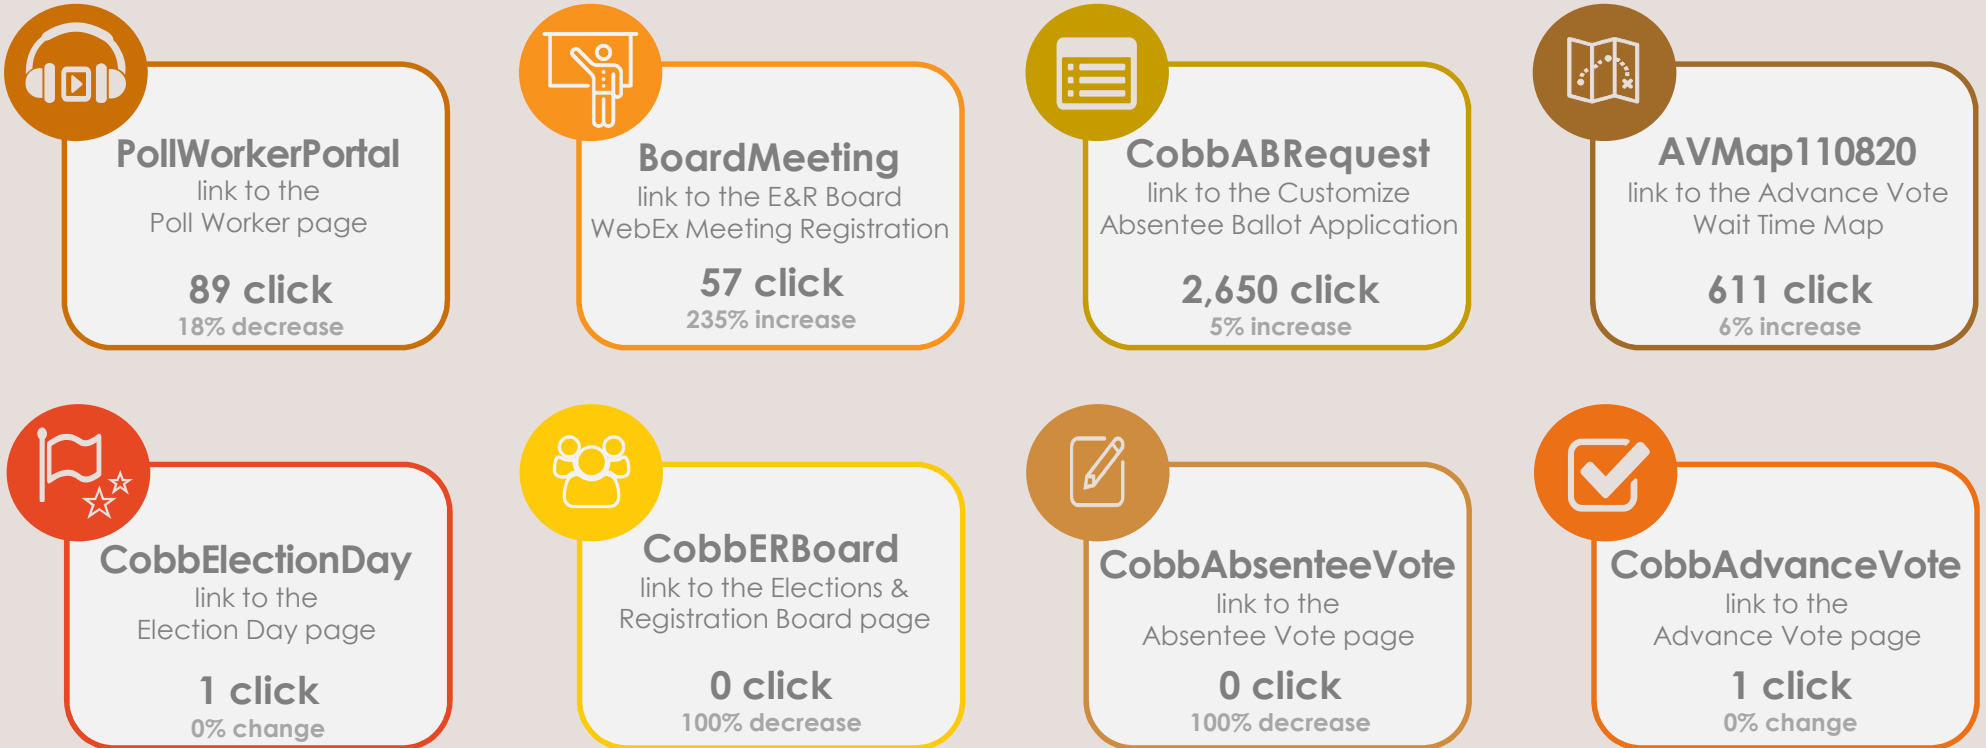 PollWorkerPortal
link to the
Poll Worker page
89 click
18% decrease
BoardMeeting
link to the E&R Board
WebEx Meeting Registration
57 click
235% increase
CobbABRequest
link to the Customize
Absentee Ballot Application
2,650 click
5% increase
AVMap110820
link to the Advance Vote
Wait Time Map
611 click
6% increase
CobbElectionDay
link to the
Election Day page
1 click
0% change
CobbERBoard
link to the Elections &
Registration Board page
0 click
100% decrease
CobbAbsenteeVote
link to the
Absentee Vote page
0 click
100% decrease
CobbAdvanceVote
link to the
Advance Vote page
1 click
0% change